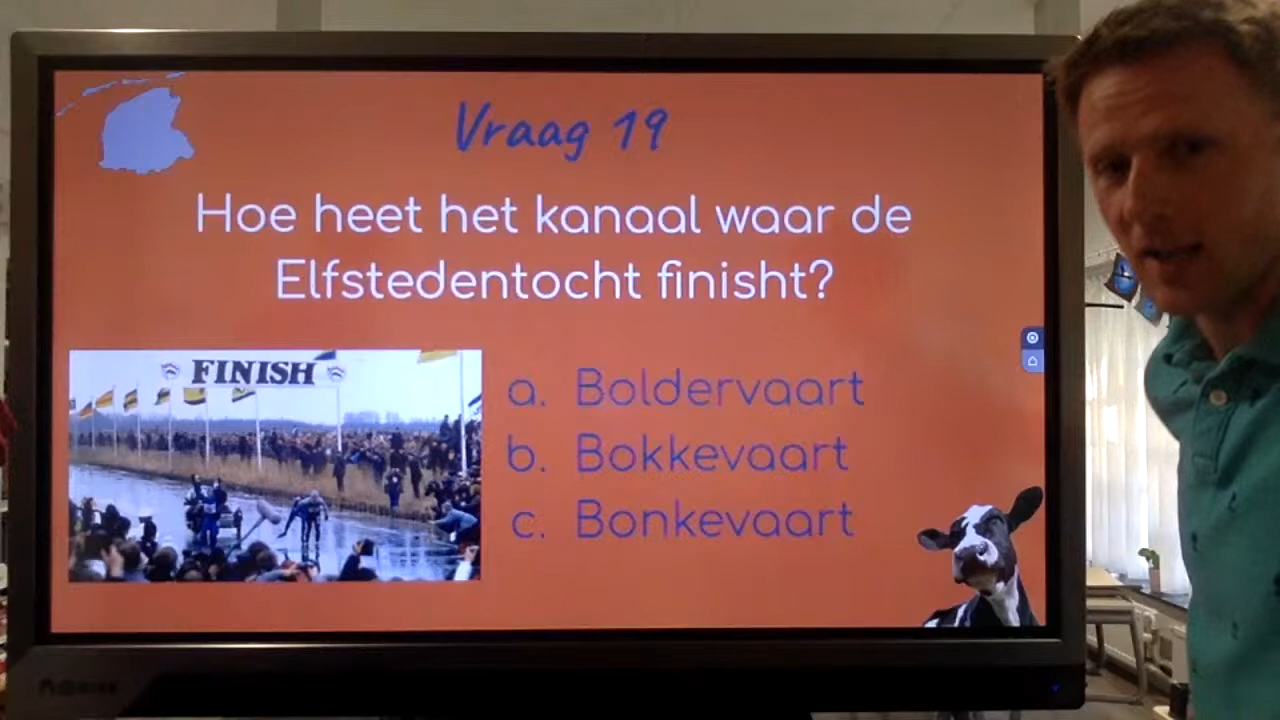 Vraag 19
Hoe heet het kanaal waar de
Elfstedentocht finisht?
FINISH
a. Boldervaart
b. Bokkevaart
c. Bonkevaart